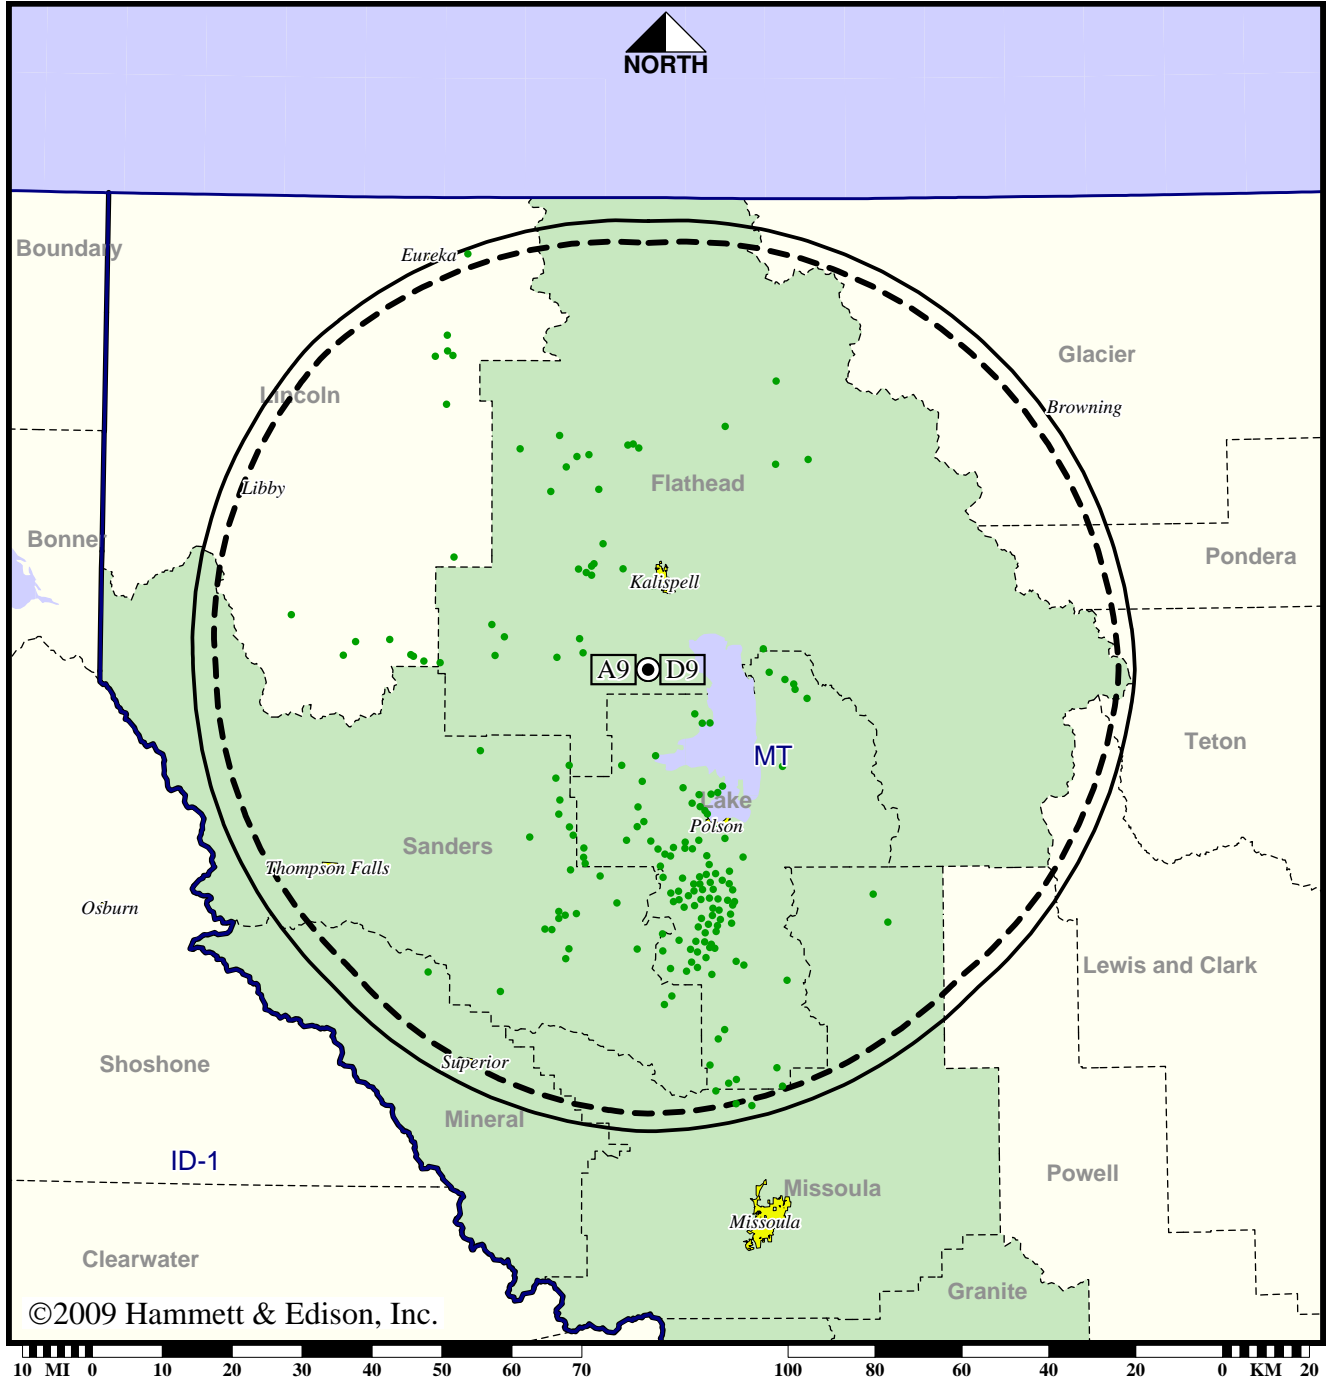 NORTH
Boundary
Eureka
Glacier
Lincoln
Browning
Libby
Flathead
Bonner
Pondera
Kalispell
A9 D9
MT
Teton
Lake
Polson
Sanders
Thompson Falls
Osburn
Lewis and Clark
Shoshone
Superior
Mineral
ID-1
Powell
Missoula
Missoula
Clearwater
Granite
©2009 Hammett & Edison, Inc.
10 MI 0 10 20 30 40 50 60 70 100 80 60 40 20 0 KM 20